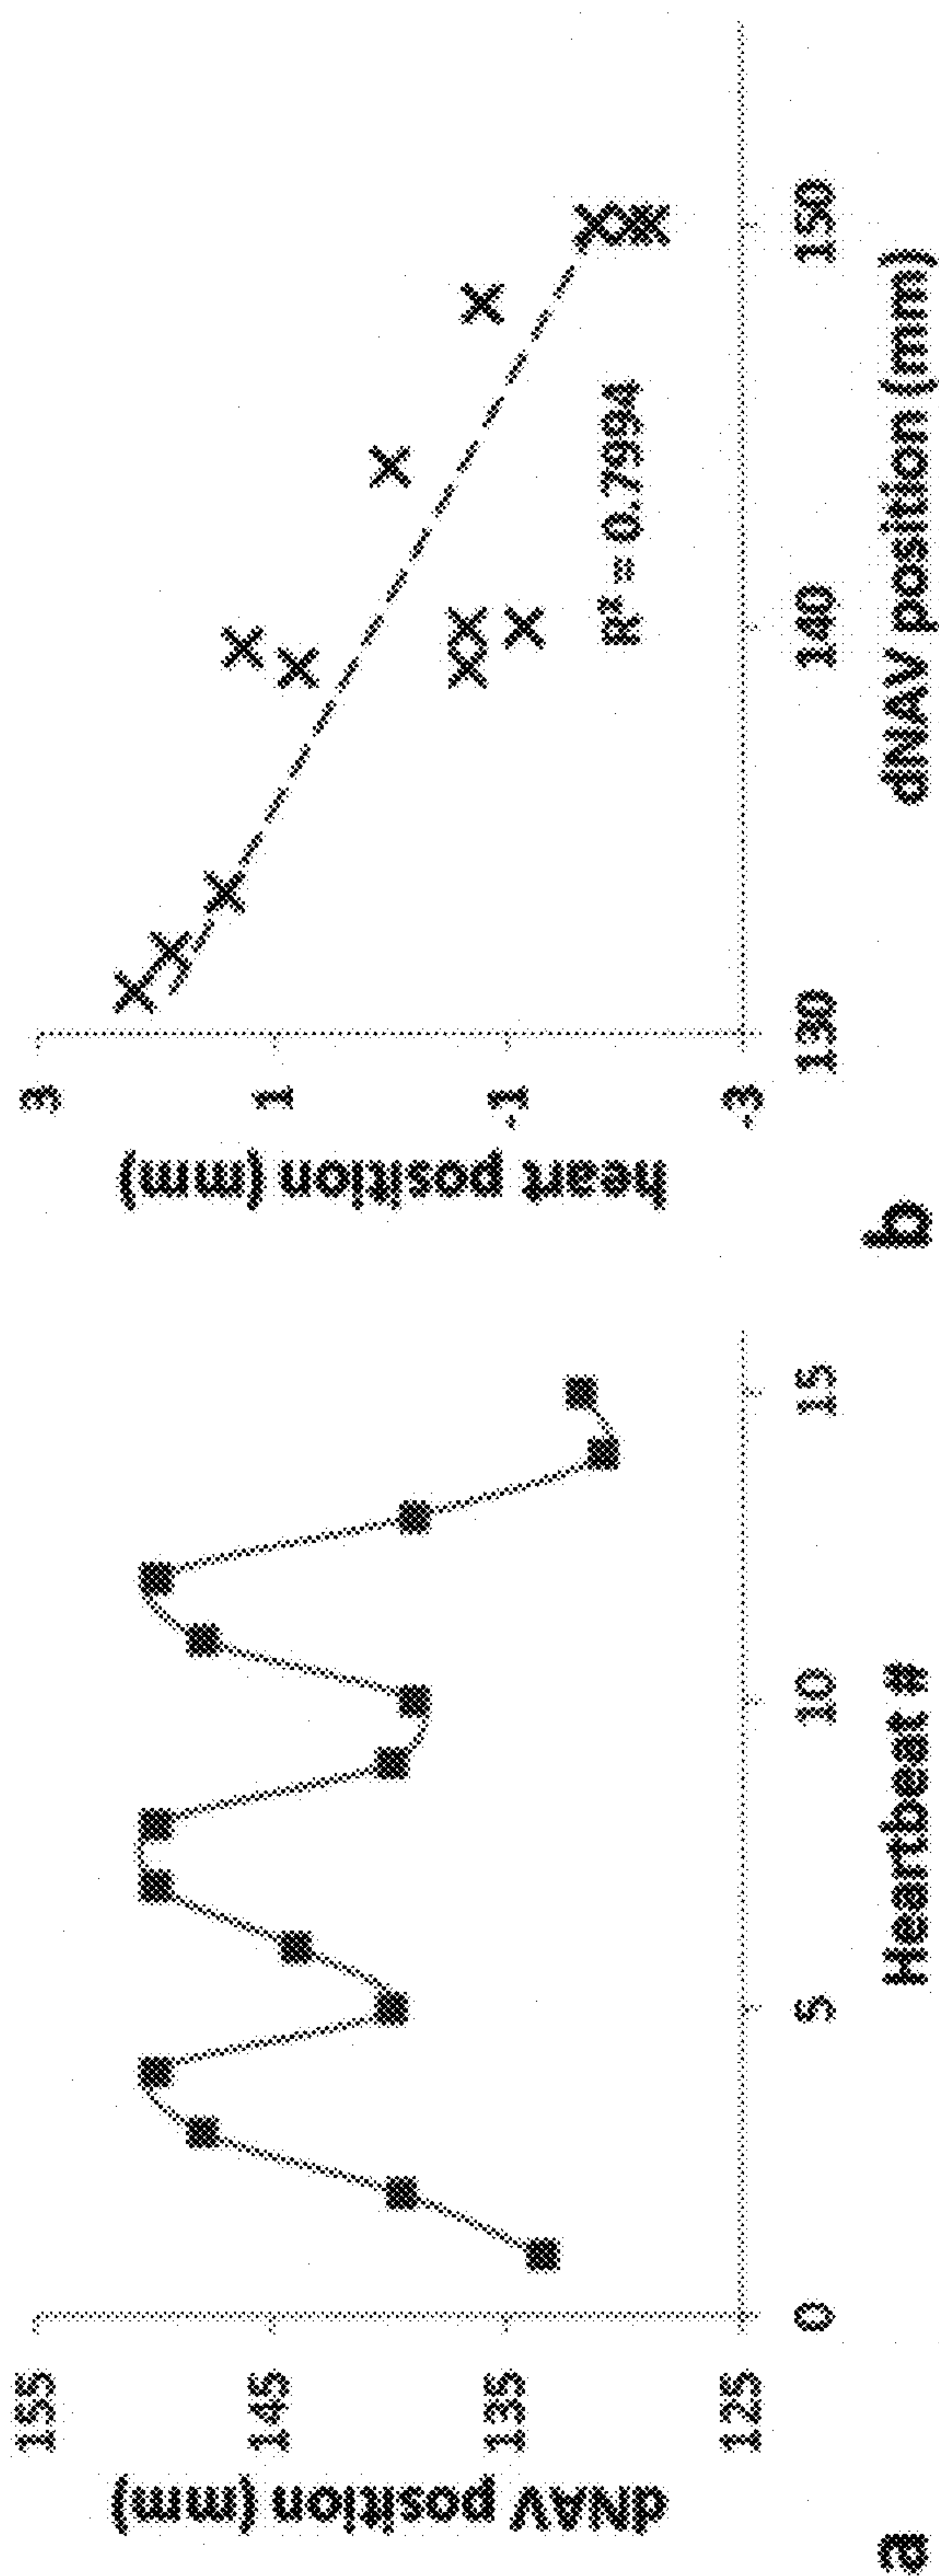 dNAV position (mm)
155
145
135
125
0
5
10
15
Heartbeat #
a
heart position (mm)
3
1
-1
-3
130
140
150
dNAV position (mm)
R² = 0.7994
b